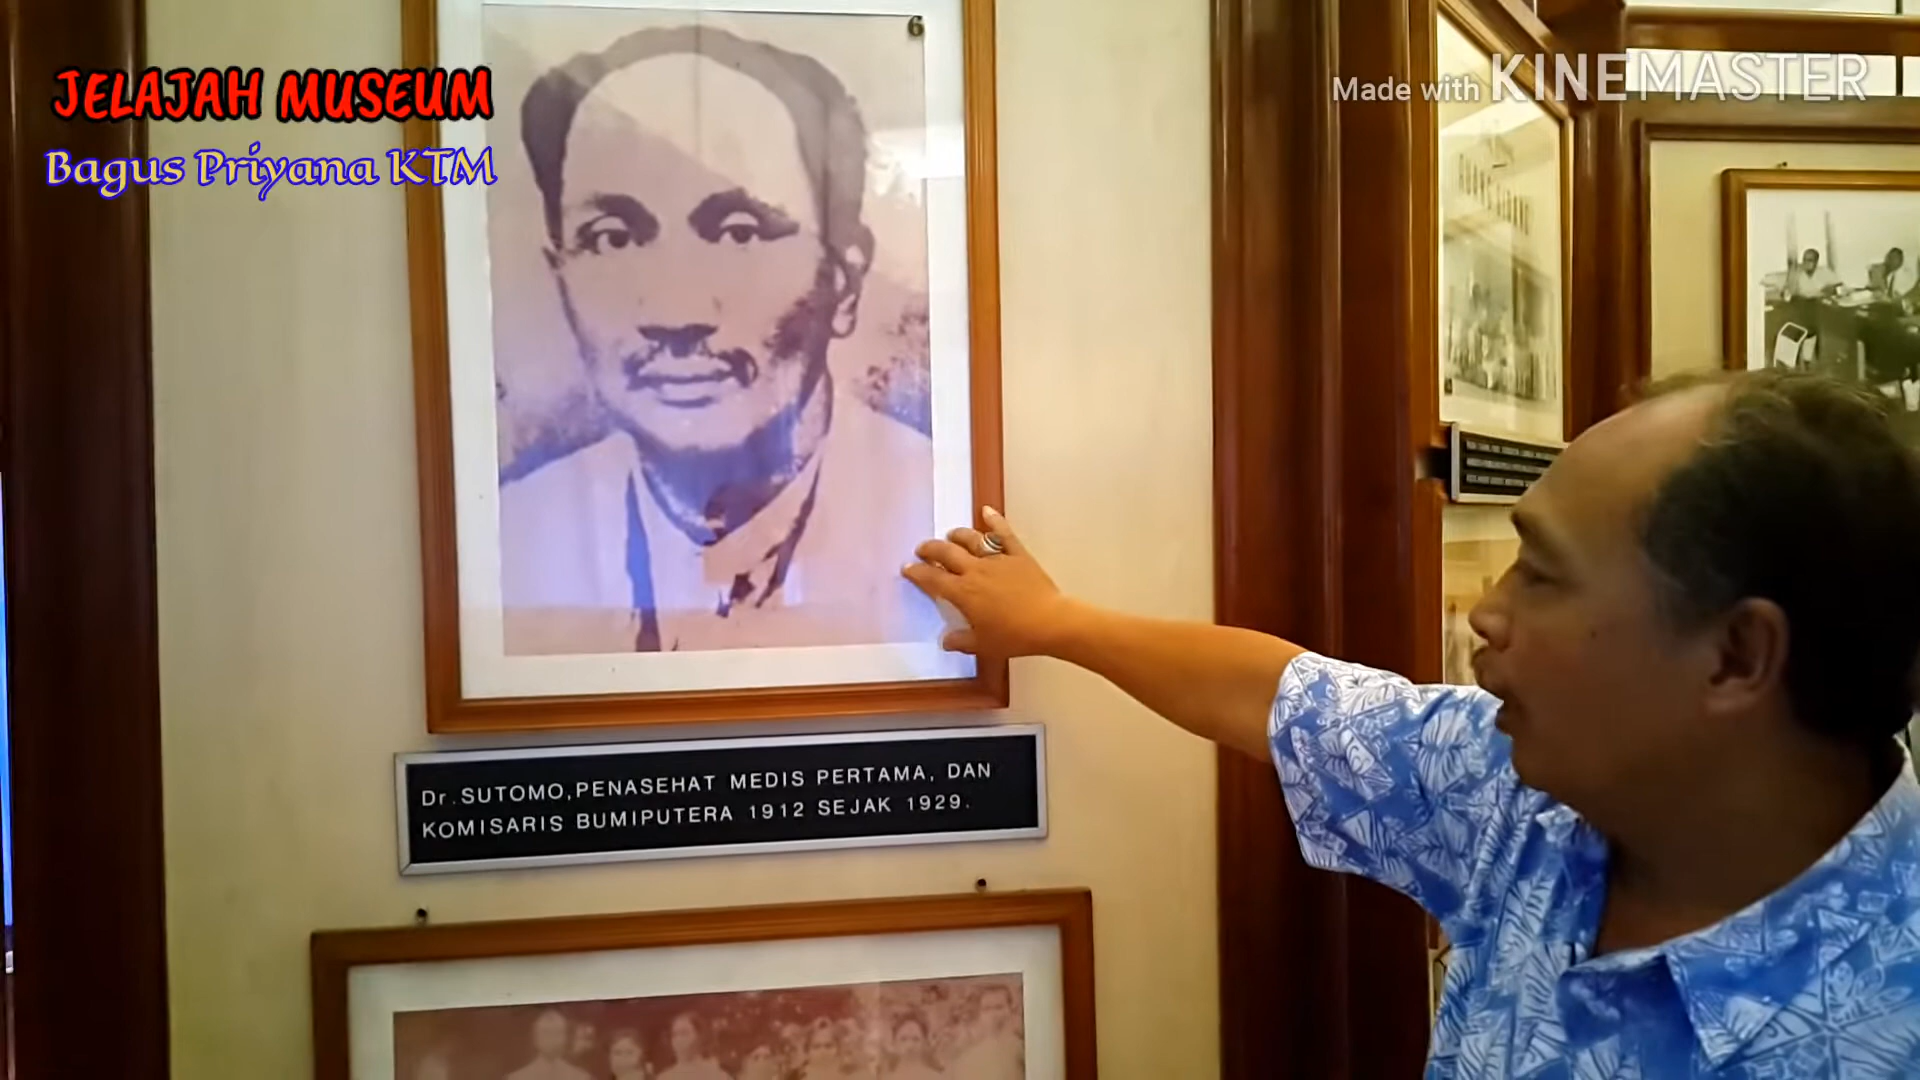 JELAJAH MUSEUM
Bagus Priyana KTM
Made with KINEMASTER
6
Dr.SUTOMO,PENASEHAT MEDIS PERTAMA, DAN
KOMISARIS BUMIPUTERA 1912 SEJAK 1929.